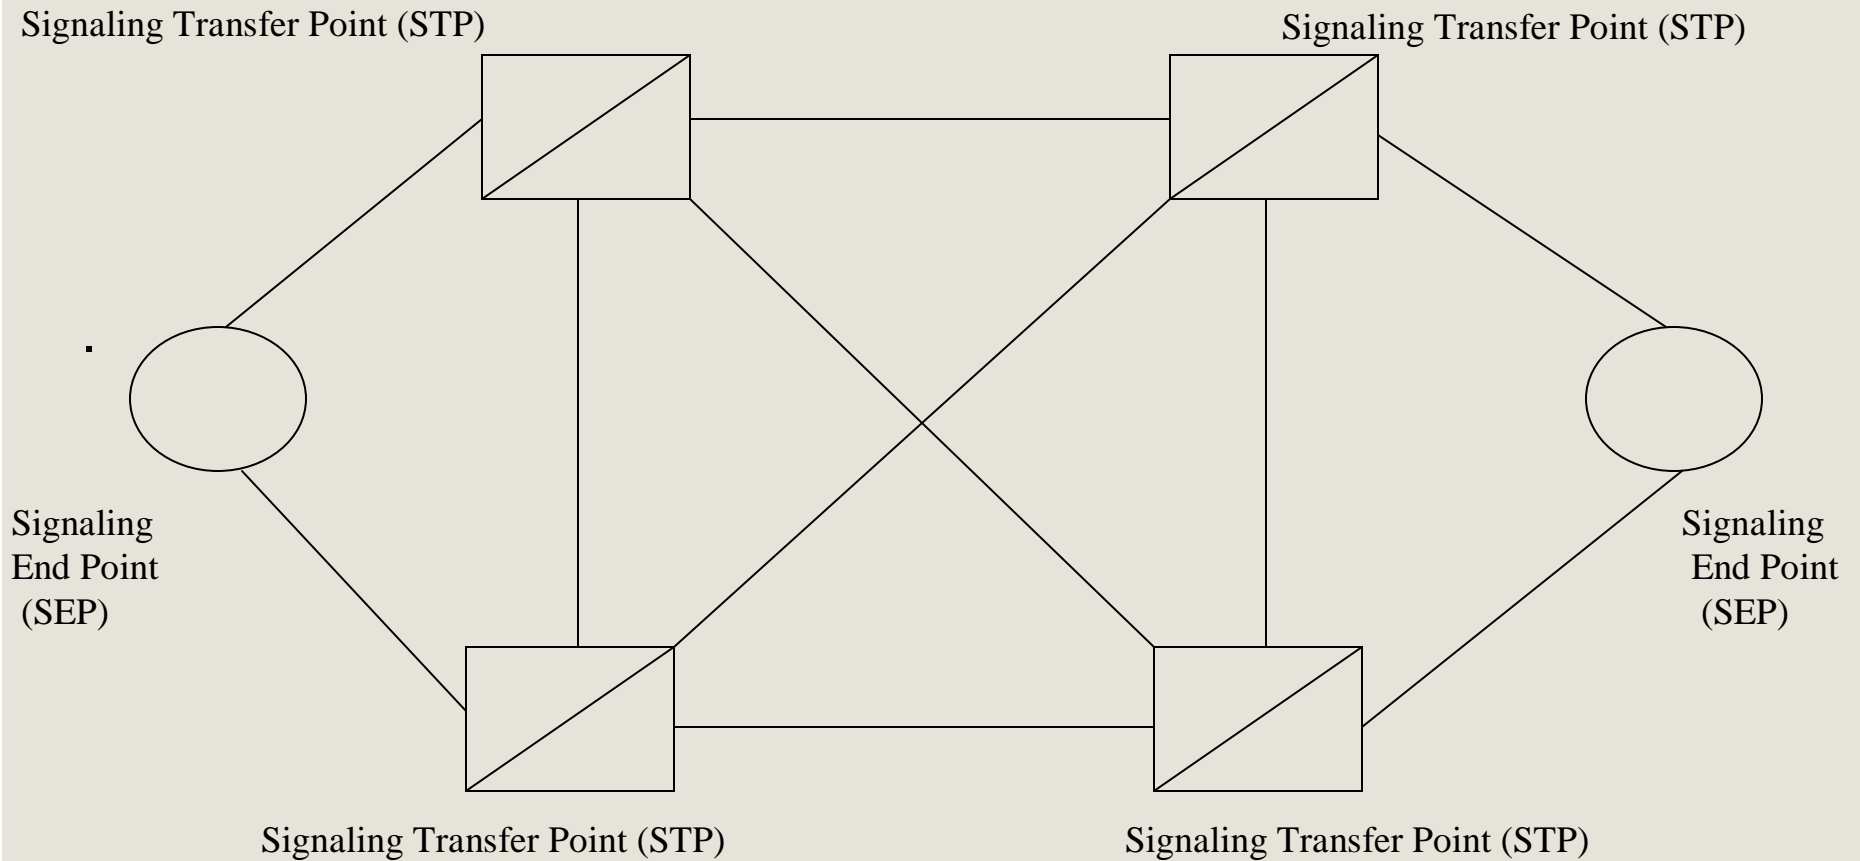 Signaling Transfer Point (STP)
Signaling Transfer Point (STP)
Signaling
End Point
(SEP)
Signaling
End Point
(SEP)
Signaling Transfer Point (STP)
Signaling Transfer Point (STP)